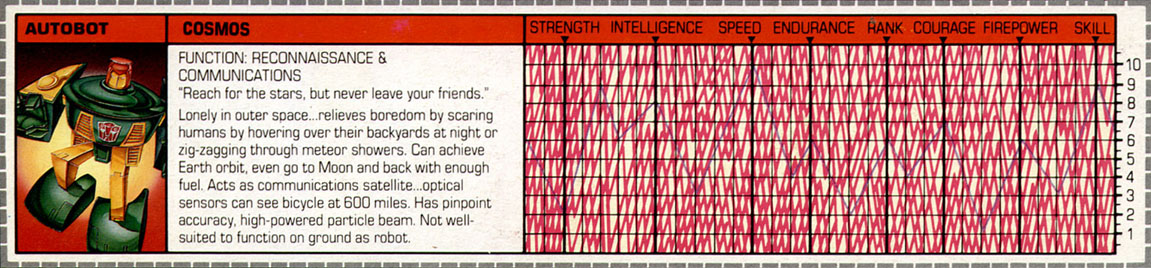 AUTOBOT
COSMOS
STRENGTH INTELLIGENCE SPEED ENDURANCE RANK COURAGE FIREPOWER SKILL
FUNCTION: RECONNAISSANCE &
COMMUNICATIONS
"Reach for the stars, but never leave your friends."
Lonely in outer space...relieves boredom by scaring
humans by hovering over their backyards at night or
zig-zagging through meteor showers. Can achieve
Earth orbit, even go to Moon and back with enough
fuel. Acts as communications satellite...optical
sensors can see bicycle at 600 miles. Has pinpoint
accuracy, high-powered particle beam. Not well-
suited to function on ground as robot.
10
9
8
7
6
5
4
3
2
1